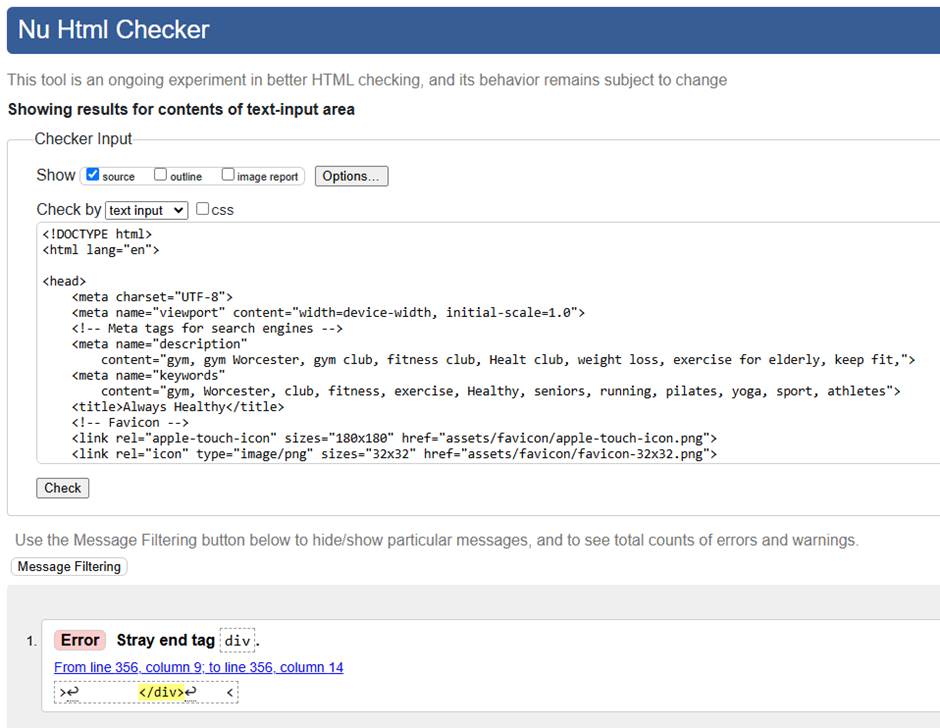 Nu Html Checker
This tool is an ongoing experiment in better HTML checking, and its behavior remains subject to change
Showing results for contents of text-input area
Checker Input
Show source outline image report Options...
Check by text input css
<!DOCTYPE html>
<html lang="en">
<head>
<meta charset="UTF-8">
<meta name="viewport" content="width=device-width, initial-scale=1.0">
<!-- Meta tags for search engines -->
<meta name="description"
content="gym, gym Worcester, gym club, fitness club, Healt club, weight loss, exercise for elderly, keep fit,">
<meta name="keywords"
content="gym, Worcester, club, fitness, exercise, Healthy, seniors, running, pilates, yoga, sport, athletes">
<title>Always Healthy</title>
<!-- Favicon -->
<link rel="apple-touch-icon" sizes="180x180" href="assets/favicon/apple-touch-icon.png">
<link rel="icon" type="image/png" sizes="32x32" href="assets/favicon/favicon-32x32.png">
Check
Use the Message Filtering button below to hide/show particular messages, and to see total counts of errors and warnings.
Message Filtering
1. Error Stray end tag div.
From line 356, column 9; to line 356, column 14
>↩ </div>↩ <